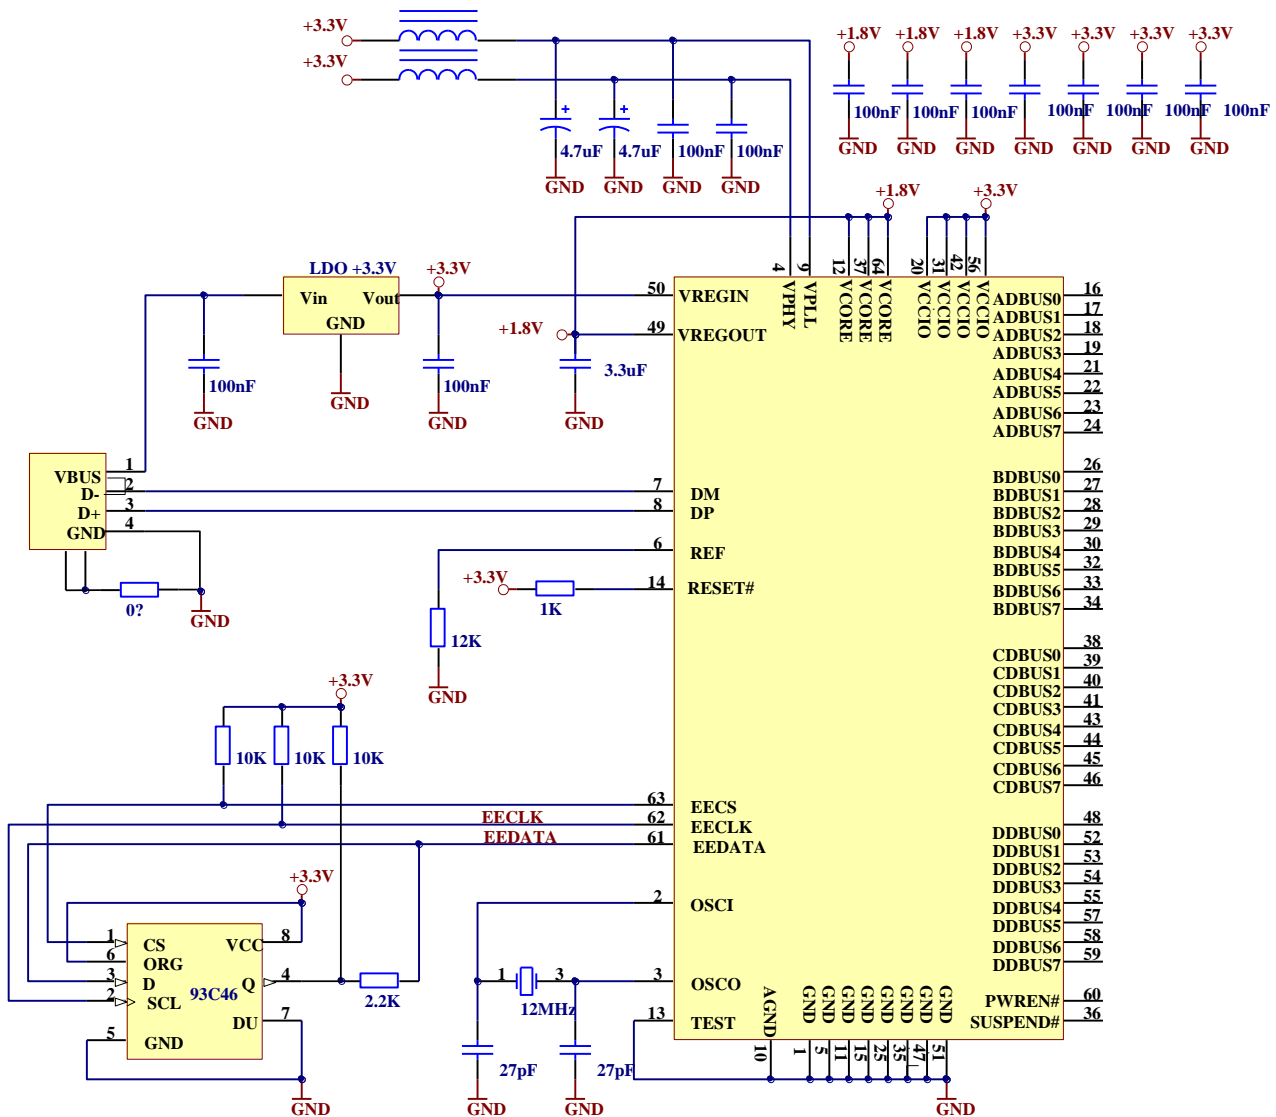 +3.3V
+3.3V
4.7uF
4.7uF
100nF
100nF
GND
GND
GND
GND
+1.8V
+1.8V
+1.8V
+3.3V
+3.3V
+3.3V
+3.3V
100nF
100nF
100nF
100nF
100nF
100nF
100nF
GND
GND
GND
GND
GND
GND
GND
+1.8V
+3.3V
4
9
12
37
64
20
31
42
56
VPHY
VPLL
VCORE
VCORE
VCORE
VCCIO
VCCIO
VCCIO
VCCIO
LDO +3.3V
Vin
Vout
GND
+3.3V
100nF
GND
GND
100nF
GND
+1.8V
3.3uF
GND
50
VREGIN
49
VREGOUT
VBUS
D-
D+
GND
1
2
3
4
0?
GND
7
DM
8
DP
6
REF
14
RESET#
+3.3V
1K
12K
GND
+3.3V
10K
10K
10K
63
EECS
EECLK
62
EECLK
EEDATA
61
EEDATA
+3.3V
1
CS
6
ORG
3
D
2
SCL
5
GND
93C46
VCC
8
Q
4
DU
7
2.2K
GND
2
OSCI
3
OSCO
13
TEST
1
3
12MHz
27pF
27pF
GND
GND
AGND
GND
GND
GND
GND
GND
GND
GND
GND
10
1
5
11
15
25
35
47
51
GND
ADBUS0
16
ADBUS1
17
ADBUS2
18
ADBUS3
19
ADBUS4
21
ADBUS5
22
ADBUS6
23
ADBUS7
24
BDBUS0
26
BDBUS1
27
BDBUS2
28
BDBUS3
29
BDBUS4
30
BDBUS5
32
BDBUS6
33
BDBUS7
34
CDBUS0
38
CDBUS1
39
CDBUS2
40
CDBUS3
41
CDBUS4
43
CDBUS5
44
CDBUS6
45
CDBUS7
46
DDBUS0
48
DDBUS1
52
DDBUS2
53
DDBUS3
54
DDBUS4
55
DDBUS5
57
DDBUS6
58
DDBUS7
59
PWREN#
60
SUSPEND#
36